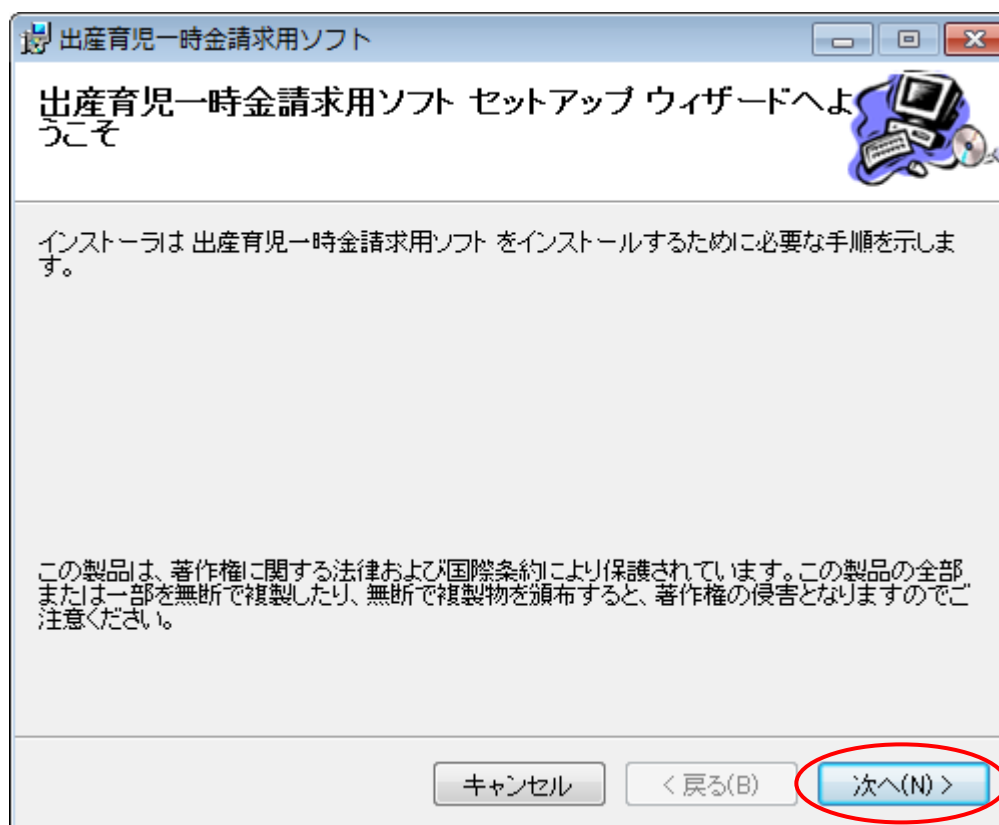 出産育児一時金請求用ソフト
出産育児一時金請求用ソフト セットアップ ウィザードへよ
うこそ
インストーラは 出産育児一時金請求用ソフト をインストールするために必要な手順を示しま
す。
この製品は、著作権に関する法律および国際条約により保護されています。この製品の全部
または一部を無断で複製したり、無断で複製物を頒布すると、著作権の侵害となりますのでご
注意ください。
キャンセル
< 戻る(B)
次へ(N) >